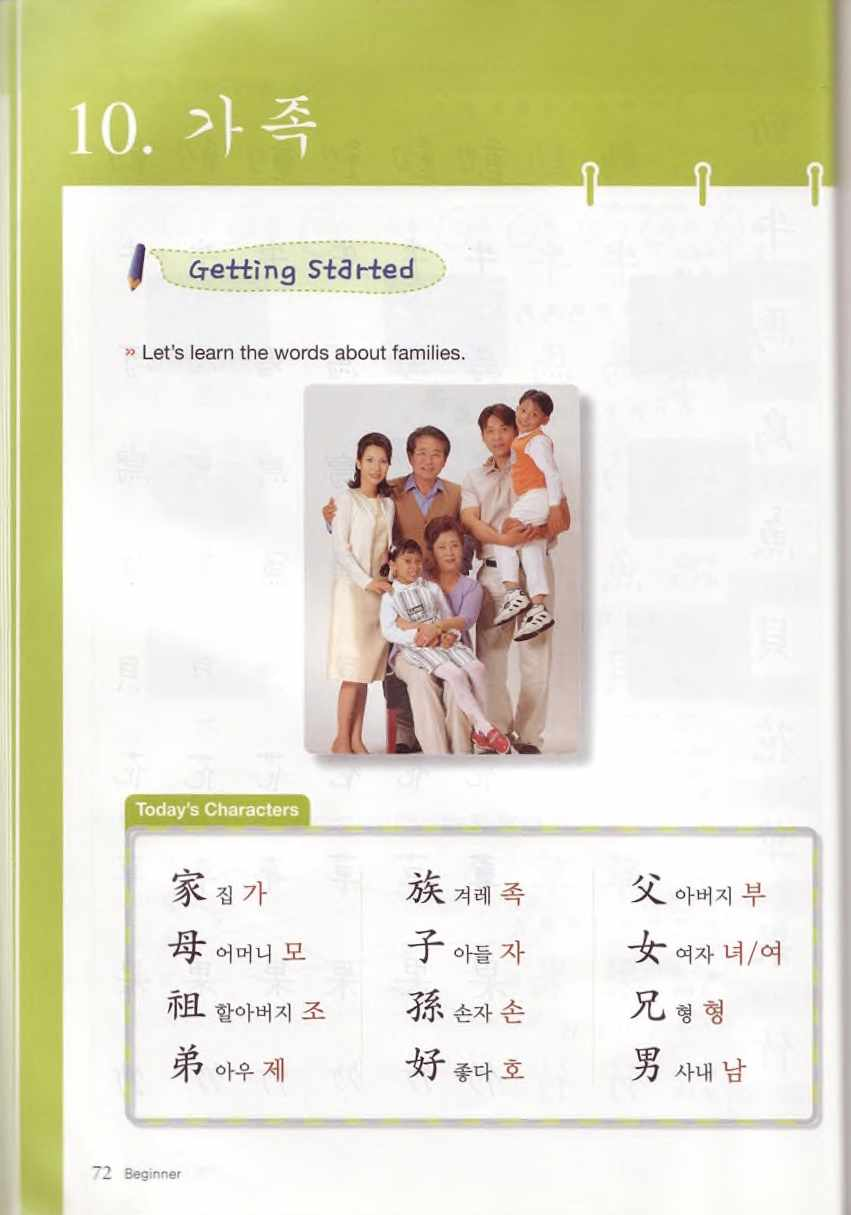 10. 가족
Getting Started
» Let's learn the words about families.
Today's Characters
家 집 가 族 겨레 족 父 아버지 부
母 어머니 모 子 아들 자 女 여자 녀/여
祖 할아버지 조 孫 손자 손 兄 형 형
弟 아우 제 好 좋다 호 男 사내 남
72 Beginner